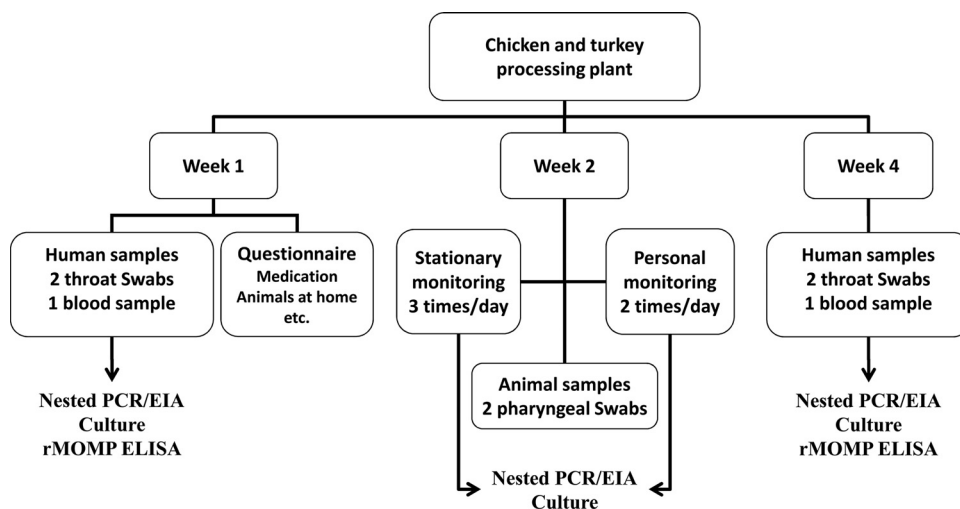 Chicken and turkey
processing plant
Week 1
Week 2
Week 4
Human samples
2 throat Swabs
1 blood sample
Questionnaire
Medication
Animals at home
etc.
Stationary
monitoring
3 times/day
Personal
monitoring
2 times/day
Human samples
2 throat Swabs
1 blood sample
Animal samples
2 pharyngeal Swabs
Nested PCR/EIA
Culture
rMOMP ELISA
Nested PCR/EIA
Culture
Nested PCR/EIA
Culture
rMOMP ELISA